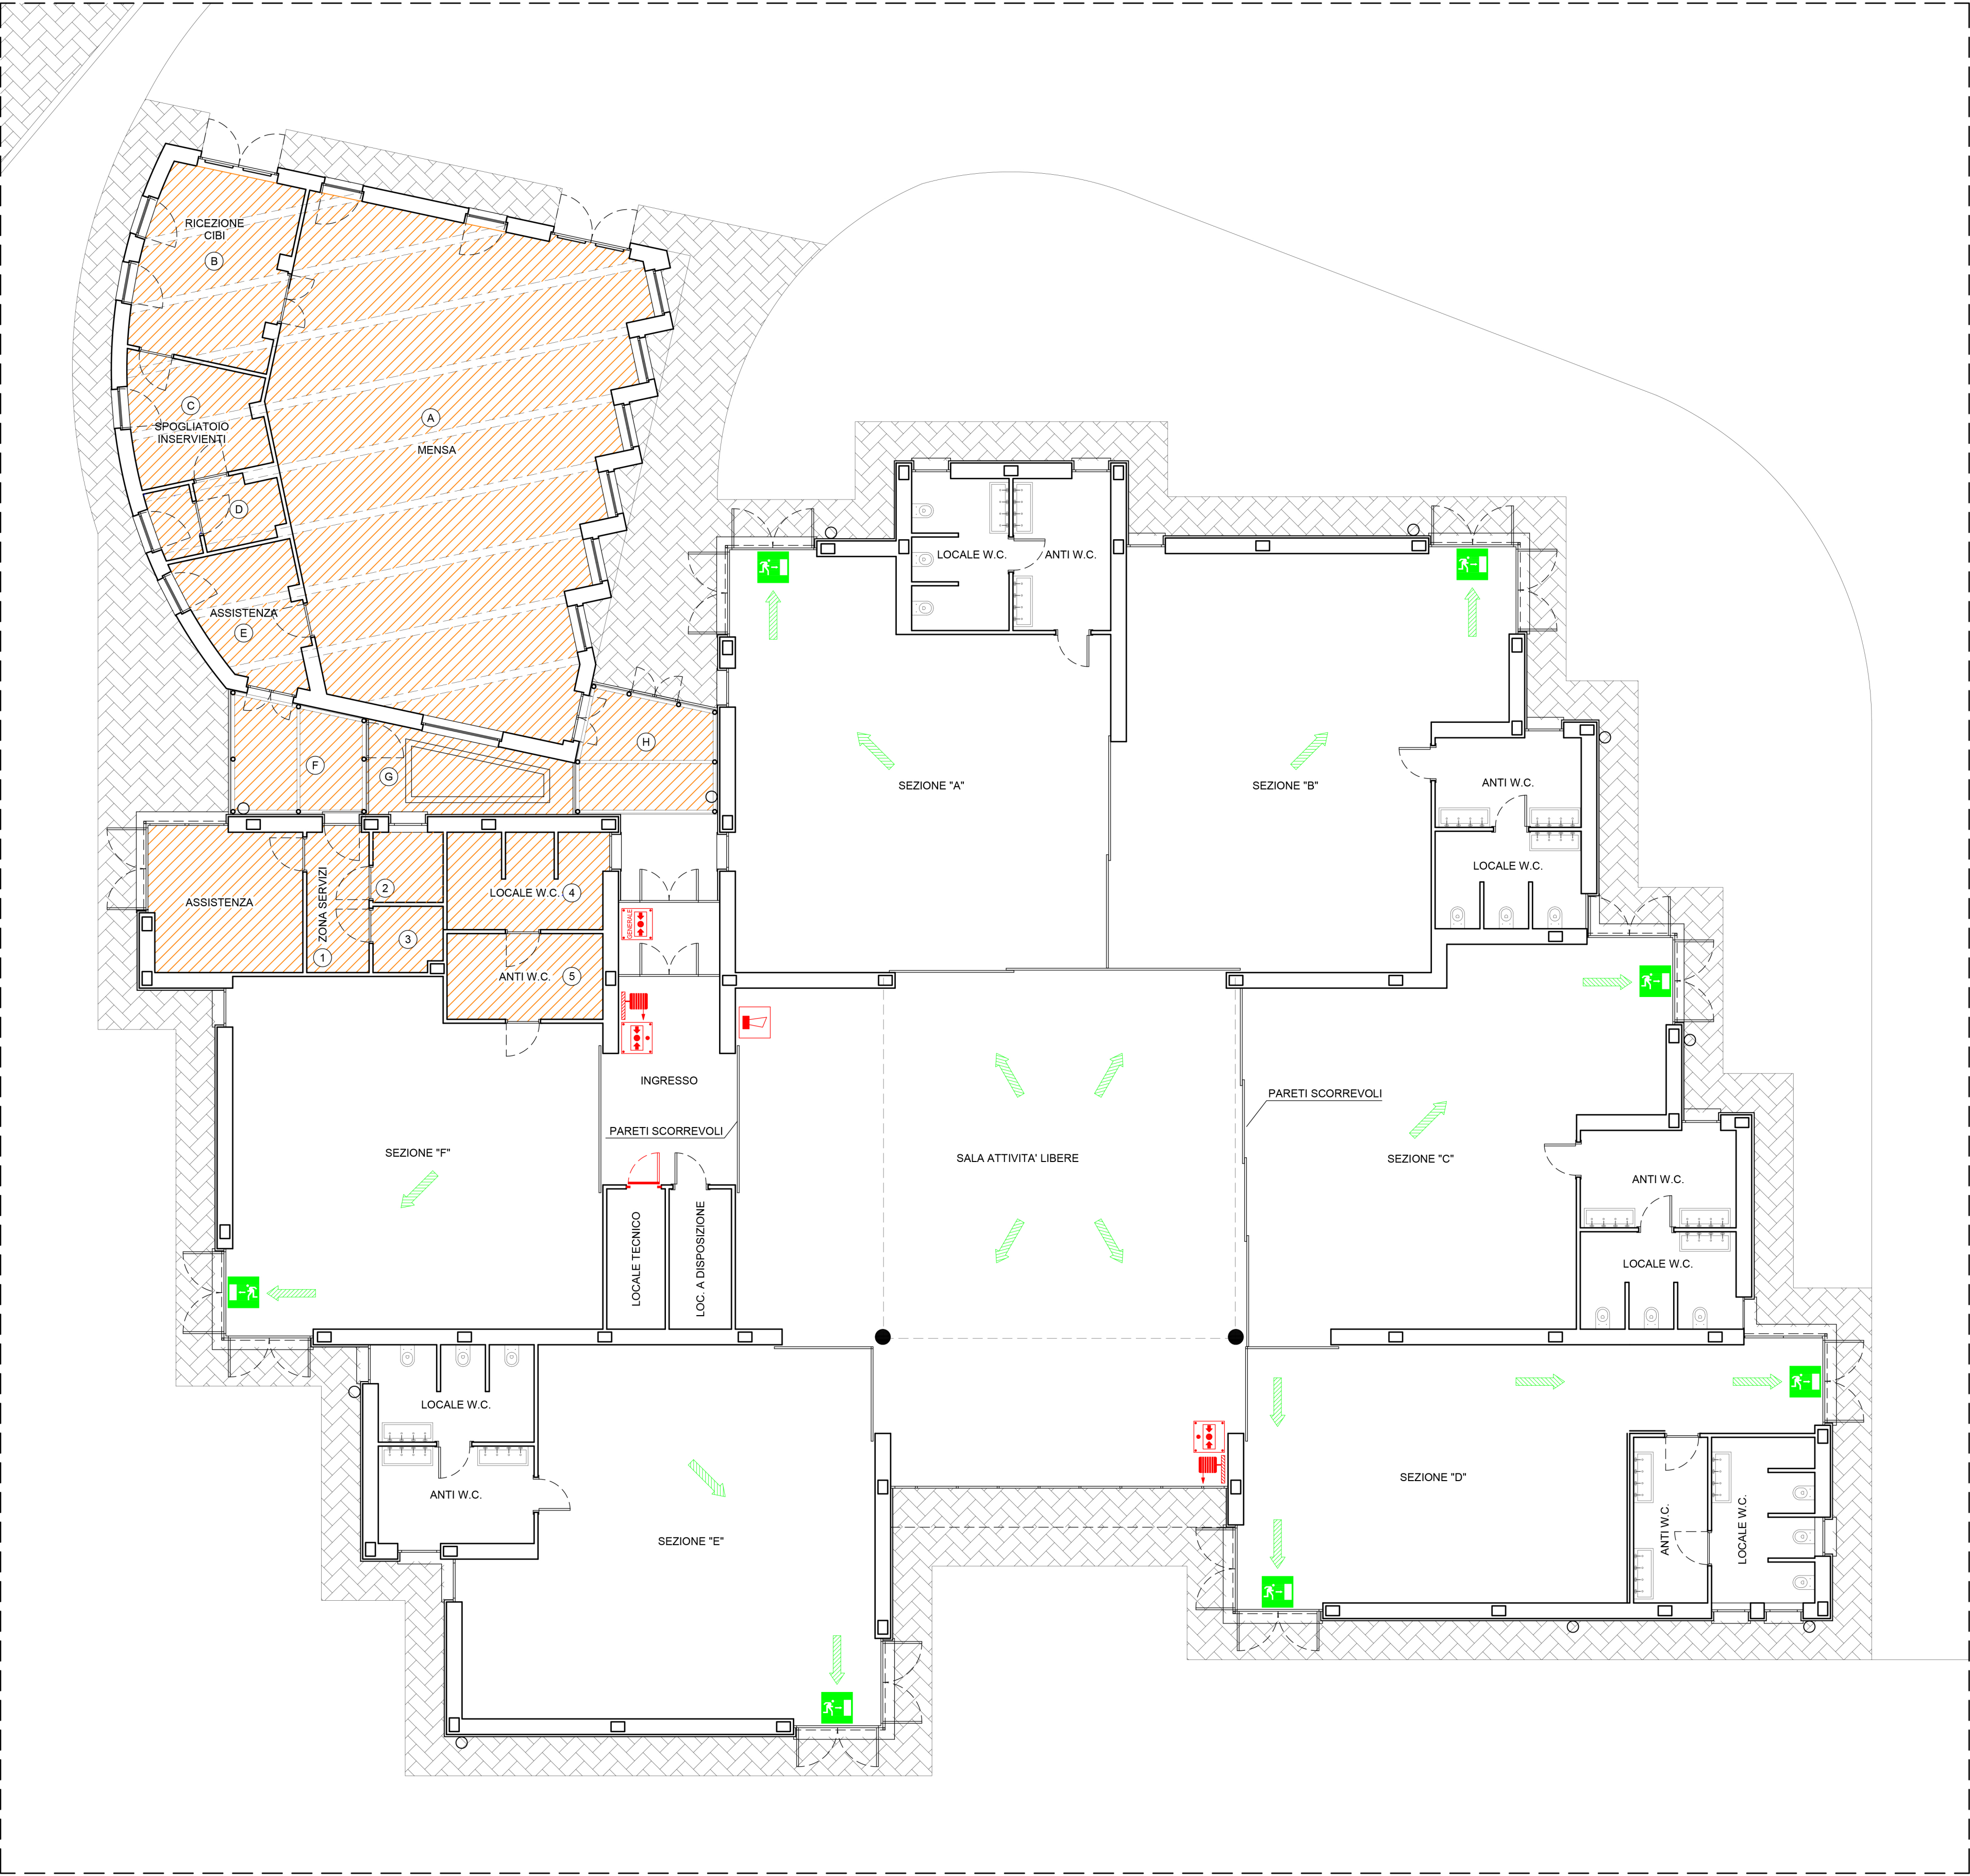 RICEZIONE
CIBI
B
C
SPOGLIATOIO
INSERVIENTI
A
MENSA
D
ASSISTENZA
E
F
G
H
LOCALE W.C.
ANTI W.C.
SEZIONE "A"
SEZIONE "B"
ANTI W.C.
LOCALE W.C.
ASSISTENZA
ZONA SERVIZI
1
2
3
LOCALE W.C.
4
ANTI W.C.
5
GENERALE
INGRESSO
PARETI SCORREVOLI
PARETI SCORREVOLI
SEZIONE "F"
SALA ATTIVITA' LIBERE
SEZIONE "C"
ANTI W.C.
LOCALE W.C.
LOCALE TECNICO
LOC. A DISPOSIZIONE
LOCALE W.C.
ANTI W.C.
SEZIONE "E"
SEZIONE "D"
ANTI W.C.
LOCALE W.C.